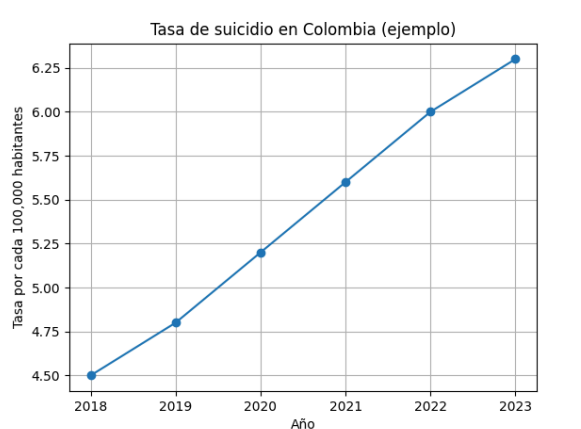 Tasa de suicidio en Colombia (ejemplo)
Tasa por cada 100,000 habitantes
6.25
6.00
5.75
5.50
5.25
5.00
4.75
4.50
2018 2019 2020 2021 2022 2023
Año